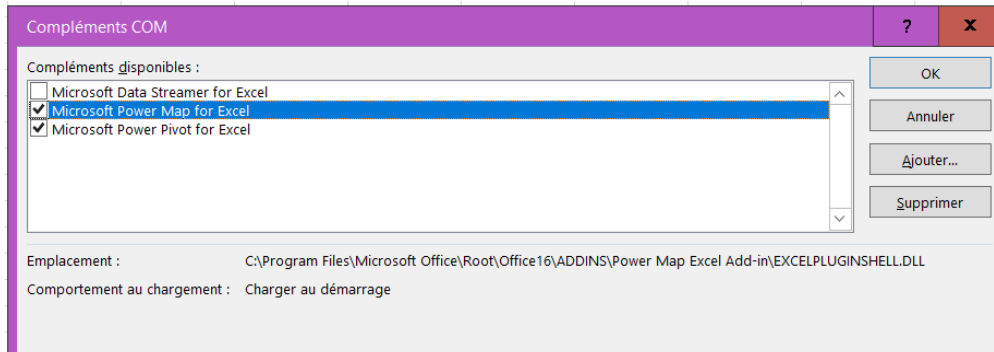 Compléments COM
?
x
Compléments disponibles :
Microsoft Data Streamer for Excel
Microsoft Power Map for Excel
Microsoft Power Pivot for Excel
OK
Annuler
Ajouter...
Supprimer
Emplacement : C:\Program Files\Microsoft Office\Root\Office16\ADDINS\Power Map Excel Add-in\EXCELPLUGINSHELL.DLL
Comportement au chargement : Charger au démarrage